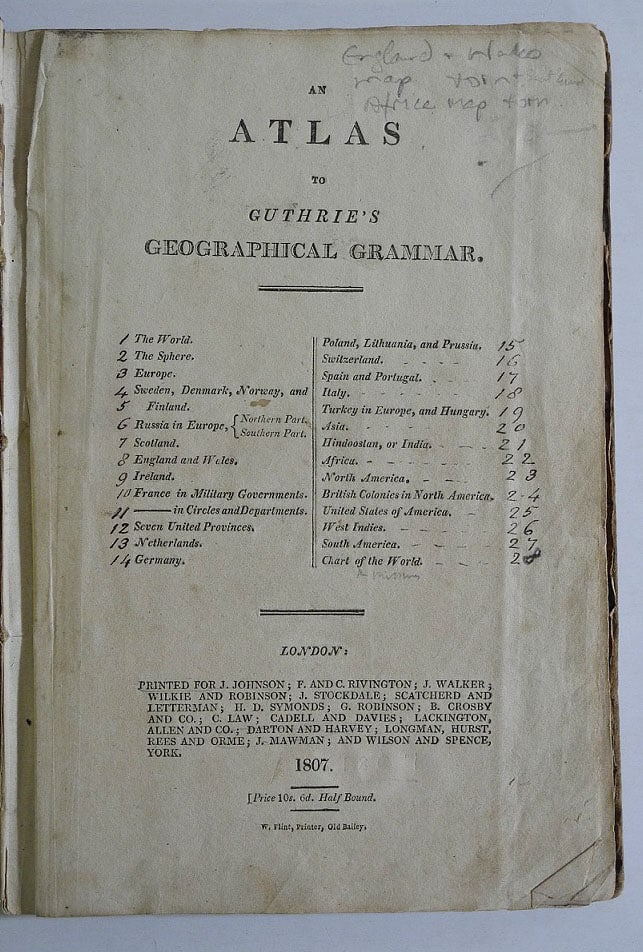 England & Wales
map torn
Africa map torn
AN
ATLAS
TO
GUTHRIE'S
GEOGRAPHICAL GRAMMAR.
1 The World.
2 The Sphere.
3 Europe.
4 Sweden, Denmark, Norway, and
5 Finland.
6 Russia in Europe, { Northern Part.
Southern Part.
7 Scotland.
8 England and Wales.
9 Ireland.
10 France in Military Governments.
11 —— in Circles and Departments.
12 Seven United Provinces.
13 Netherlands.
14 Germany.
Poland, Lithuania, and Prussia. 15
Switzerland. - - - - 16
Spain and Portugal. - - - 17
Italy. - - - - - - 18
Turkey in Europe, and Hungary. 19
Asia. - - - - - - 20
Hindoostan, or India. - - - 21
Africa. - - - - - - 22
North America. - - - 23
British Colonies in North America. 24
United States of America. - 25
West Indies. - - - - 26
South America. - - - 27
Chart of the World. - - - 28
LONDON:
PRINTED FOR J. JOHNSON; F. AND C. RIVINGTON; J. WALKER;
WILKIE AND ROBINSON; J. STOCKDALE; SCATCHERD AND
LETTERMAN; H. D. SYMONDS; G. ROBINSON; B. CROSBY
AND CO.; C. LAW; CADELL AND DAVIES; LACKINGTON,
ALLEN AND CO.; DARTON AND HARVEY; LONGMAN, HURST,
REES AND ORME; J. MAWMAN; AND WILSON AND SPENCE,
YORK.
1807.
[Price 10s. 6d. Half Bound.
W. Flint, Printer, Old Bailey.